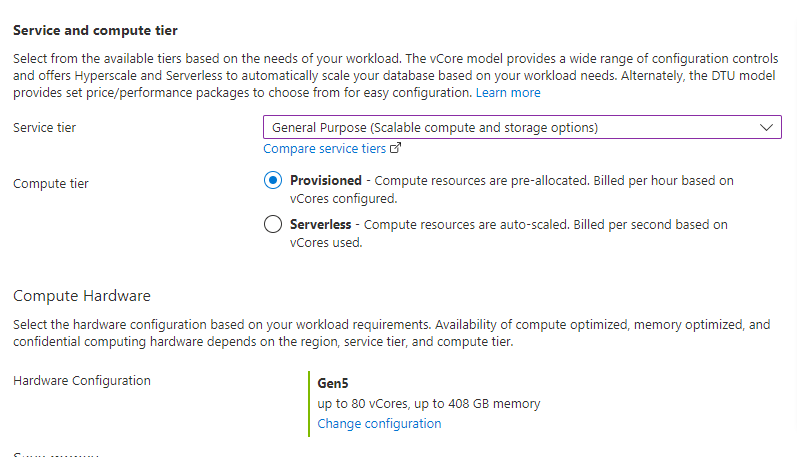 Service and compute tier
Select from the available tiers based on the needs of your workload. The vCore model provides a wide range of configuration controls
and offers Hyperscale and Serverless to automatically scale your database based on your workload needs. Alternately, the DTU model
provides set price/performance packages to choose from for easy configuration. Learn more
Service tier
General Purpose (Scalable compute and storage options)
Compare service tiers
Compute tier
Provisioned - Compute resources are pre-allocated. Billed per hour based on
vCores configured.
Serverless - Compute resources are auto-scaled. Billed per second based on
vCores used.
Compute Hardware
Select the hardware configuration based on your workload requirements. Availability of compute optimized, memory optimized, and
confidential computing hardware depends on the region, service tier, and compute tier.
Hardware Configuration
Gen5
up to 80 vCores, up to 408 GB memory
Change configuration